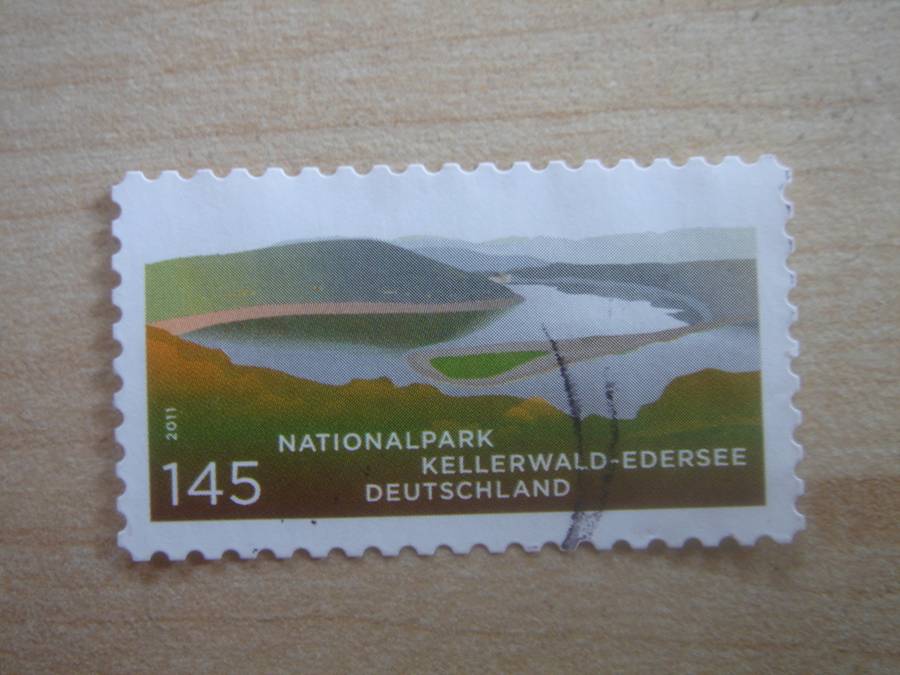 2011
145
NATIONALPARK
KELLERWALD-EDERSEE
DEUTSCHLAND